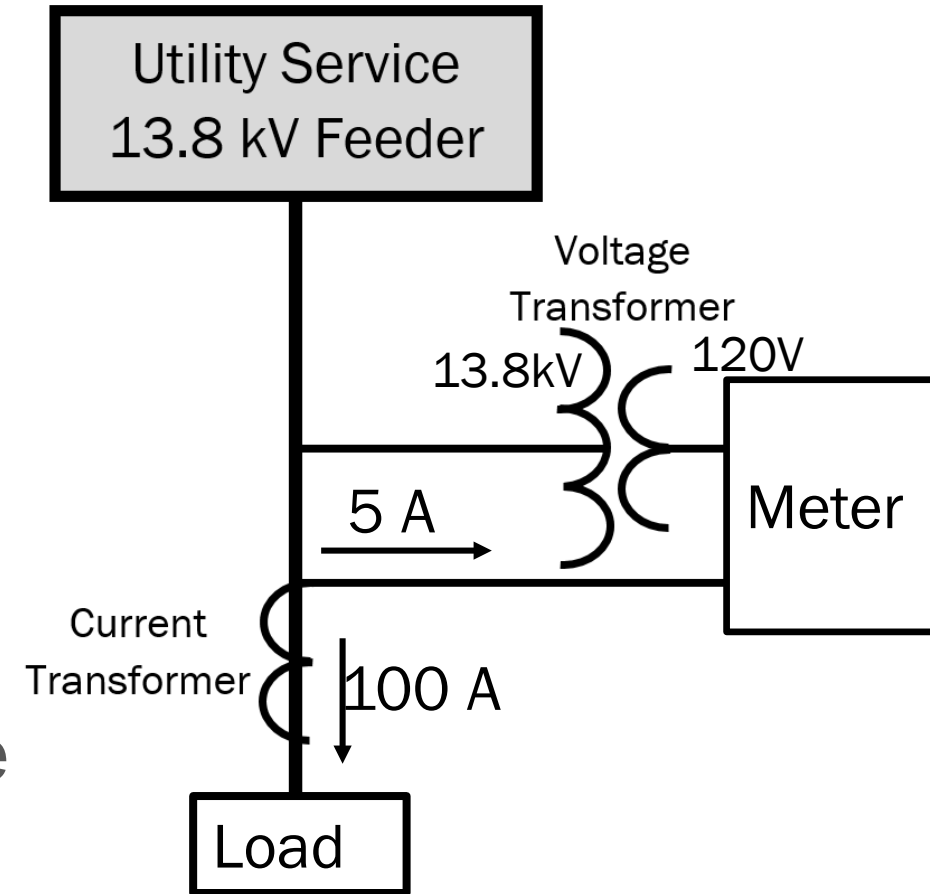 Utility Service
13.8 kV Feeder
Voltage
Transformer
13.8kV
120V
5 A
Meter
Current
Transformer
100 A
e
Load